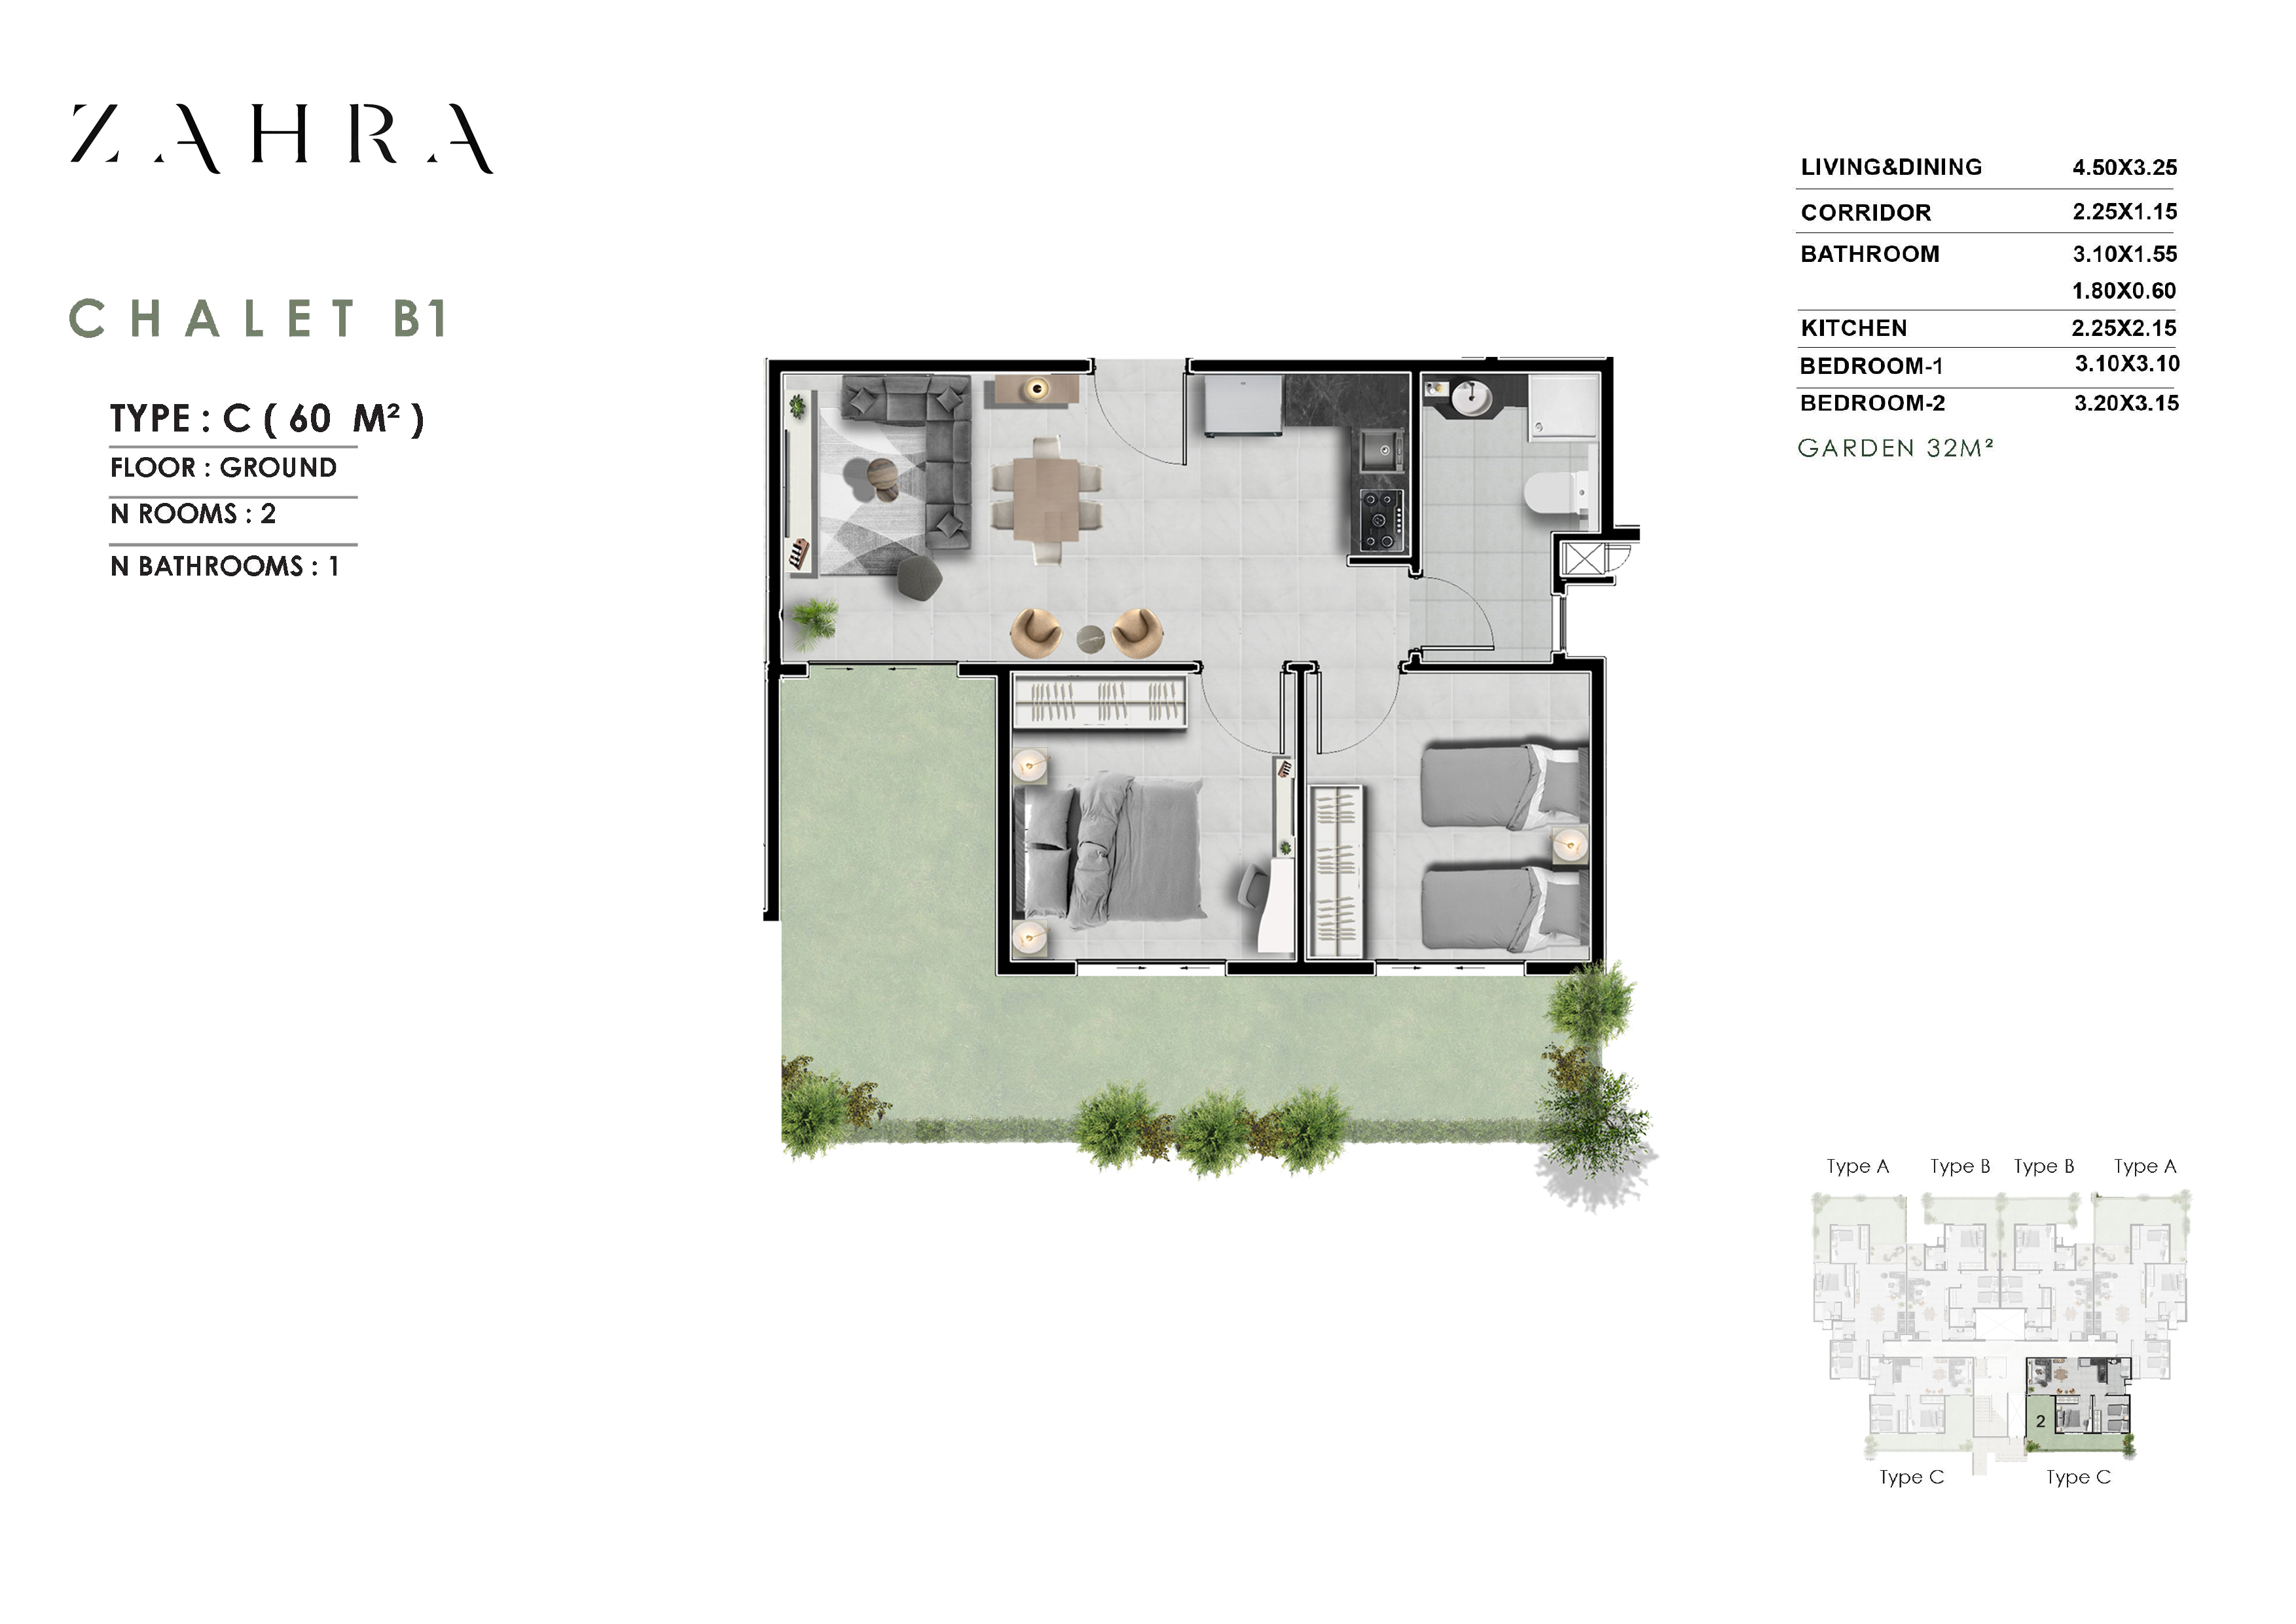 ZAHRA
CHALET B1
TYPE : C ( 60 M² )
FLOOR : GROUND
N ROOMS : 2
N BATHROOMS : 1
LIVING&DINING 4.50X3.25
CORRIDOR 2.25X1.15
BATHROOM 3.10X1.55
1.80X0.60
KITCHEN 2.25X2.15
BEDROOM-1 3.10X3.10
BEDROOM-2 3.20X3.15
GARDEN 32M²
Type A Type B Type B Type A
2
Type C Type C